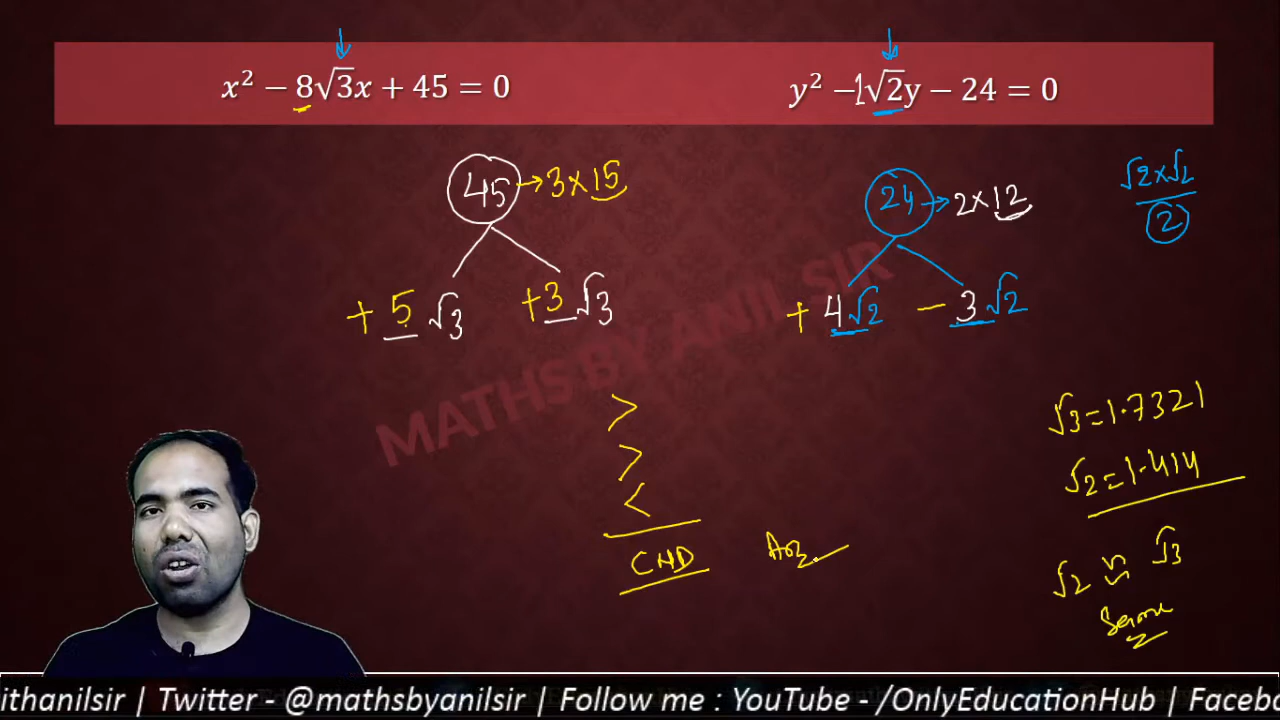 x² − 8√3x + 45 = 0
y² − 1√2y − 24 = 0
45 → 3 × 15
+ 5√3 + 3√3
24 → 2 × 12
+ 4√2 − 3√2
√2 × √2
2
MATHS BY ANIL SIR
>
>
<
CND Ans
√3 = 1.7321
√2 = 1.414
√2 √3
Same
ithanilsir | Twitter - @mathsbyanilsir | Follow me : YouTube - /OnlyEducationHub | Facebo